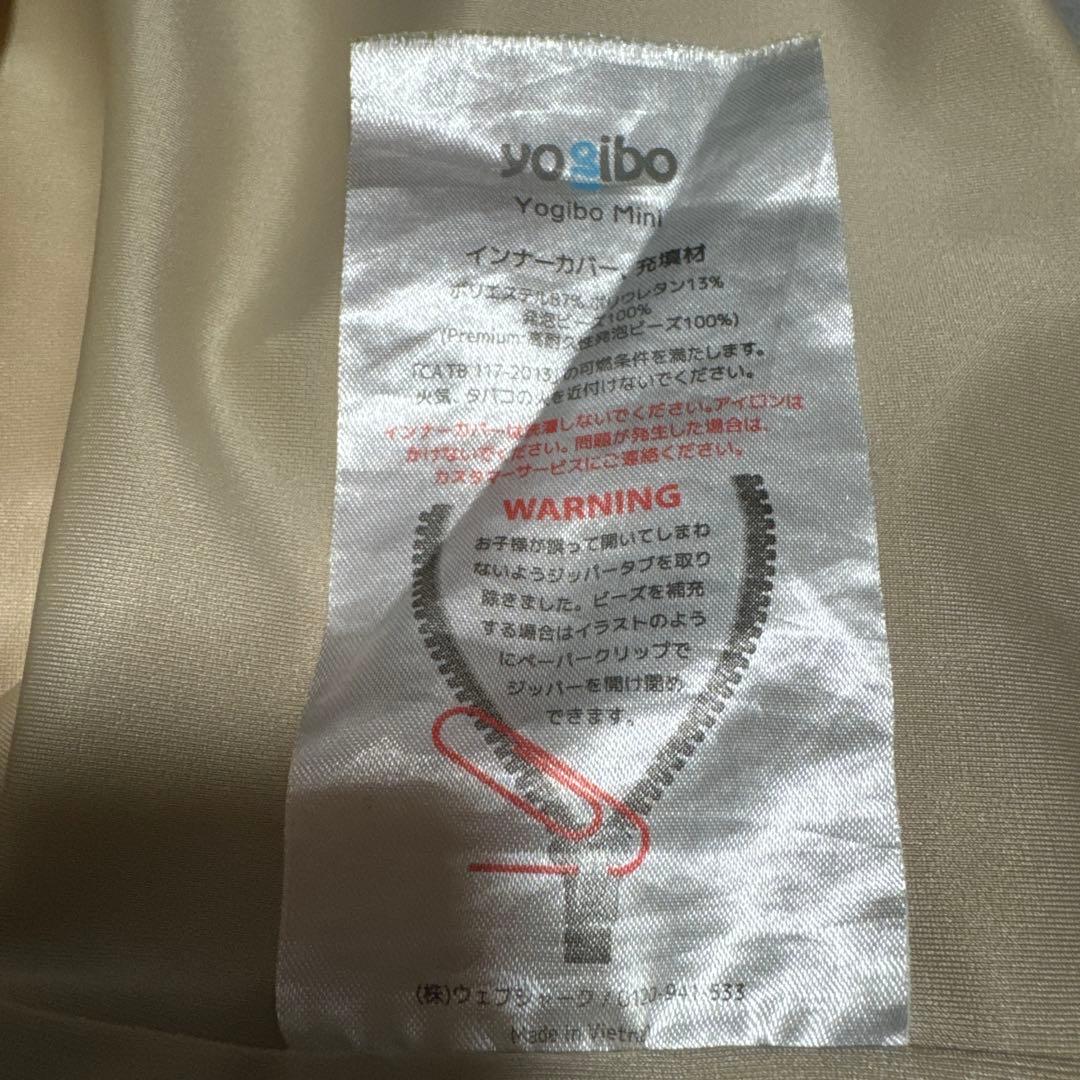 yogibo
Yogibo Mini
インナーカバー、充填材
ポリエステル87% ポリウレタン13%
発泡ビーズ100%
(Premium:高耐久性発泡ビーズ100%)
「CATB 117-2013」の可燃条件を満たします。
火気、タバコの火を近付けないでください。
インナーカバーは洗濯しないでください。アイロンは
かけないでください。問題が発生した場合は、
カスタマーサービスにご連絡ください。
WARNING
お子様が誤って開いてしまわ
ないようジッパータブを取り
除きました。ビーズを補充
する場合はイラストのよう
にペーパークリップで
ジッパーを開け閉め
できます。
(株)ウェブシャーク / 0120-941-533
Made in